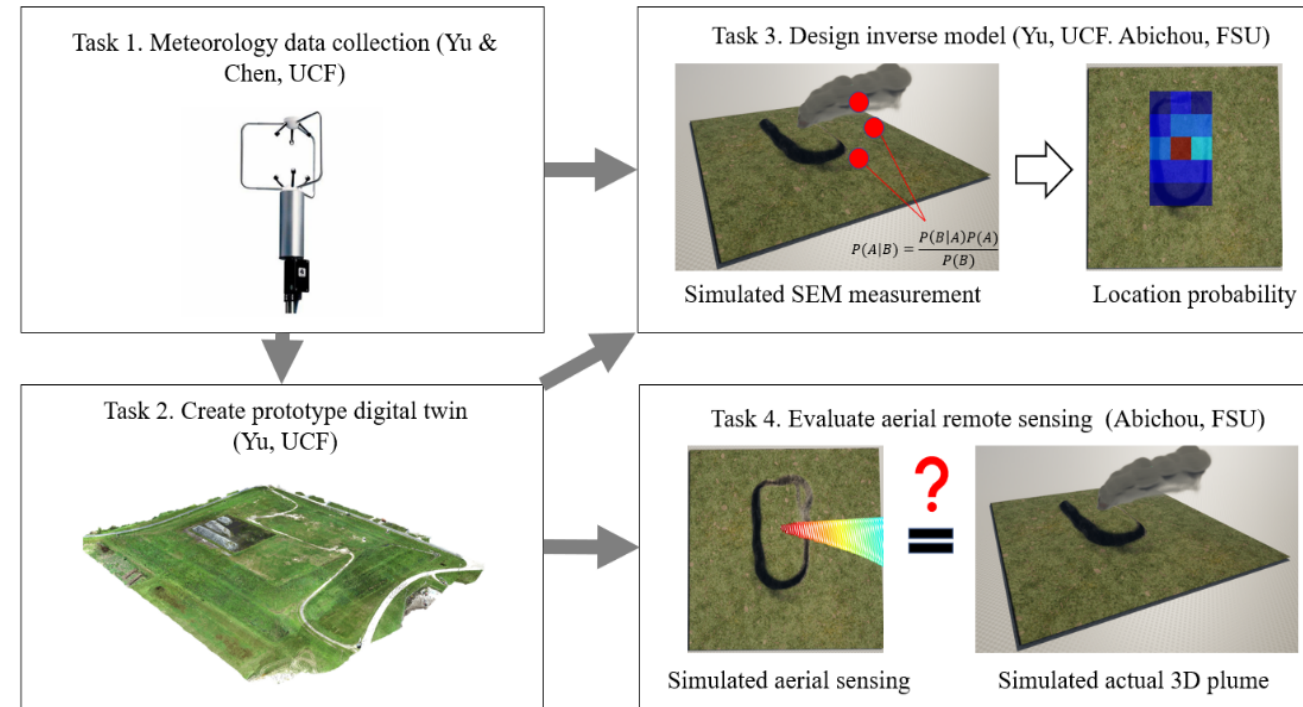 Task 1. Meteorology data collection (Yu &
Chen, UCF)
Task 3. Design inverse model (Yu, UCF. Abichou, FSU)
P(A|B) = P(B|A)P(A)
P(B)
Simulated SEM measurement
Location probability
Task 2. Create prototype digital twin
(Yu, UCF)
Task 4. Evaluate aerial remote sensing (Abichou, FSU)
?
=
Simulated aerial sensing
Simulated actual 3D plume